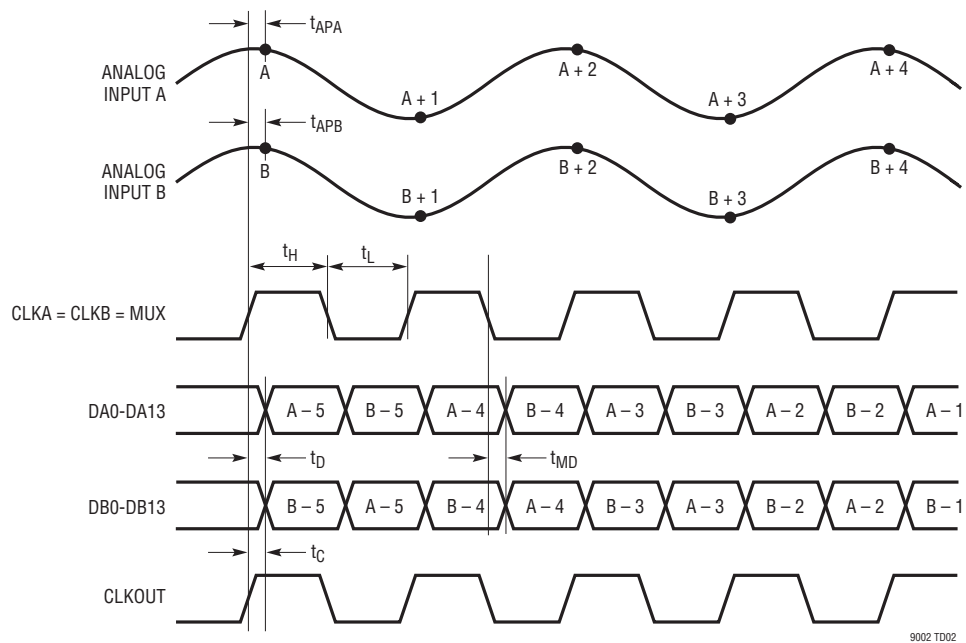 tAPA
ANALOG
INPUT A
A
A + 1
A + 2
A + 3
A + 4
tAPB
ANALOG
INPUT B
B
B + 1
B + 2
B + 3
B + 4
tH
tL
CLKA = CLKB = MUX
DA0-DA13
A – 5
B – 5
A – 4
B – 4
A – 3
B – 3
A – 2
B – 2
A – 1
tD
tMD
DB0-DB13
B – 5
A – 5
B – 4
A – 4
B – 3
A – 3
B – 2
A – 2
B – 1
tC
CLKOUT
9002 TD02